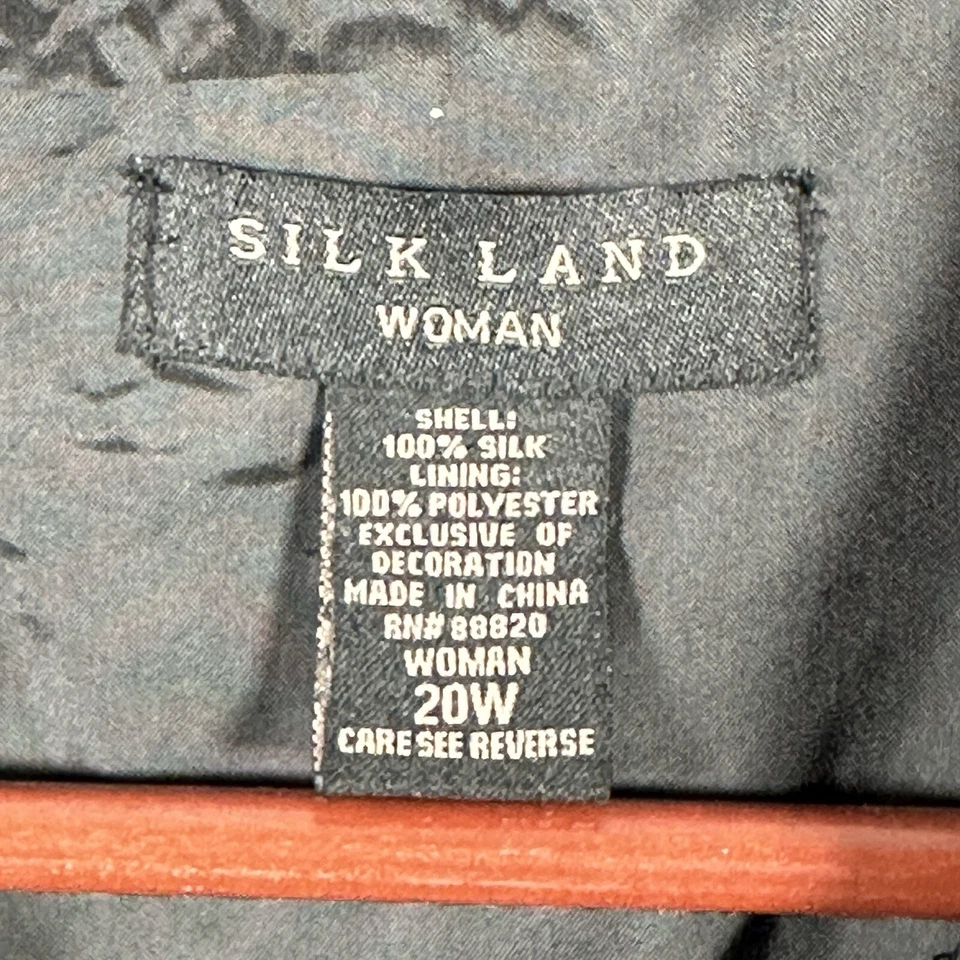 SILK LAND
WOMAN
SHELL:
100% SILK
LINING:
100% POLYESTER
EXCLUSIVE OF
DECORATION
MADE IN CHINA
RN# 88820
WOMAN
20W
CARE SEE REVERSE